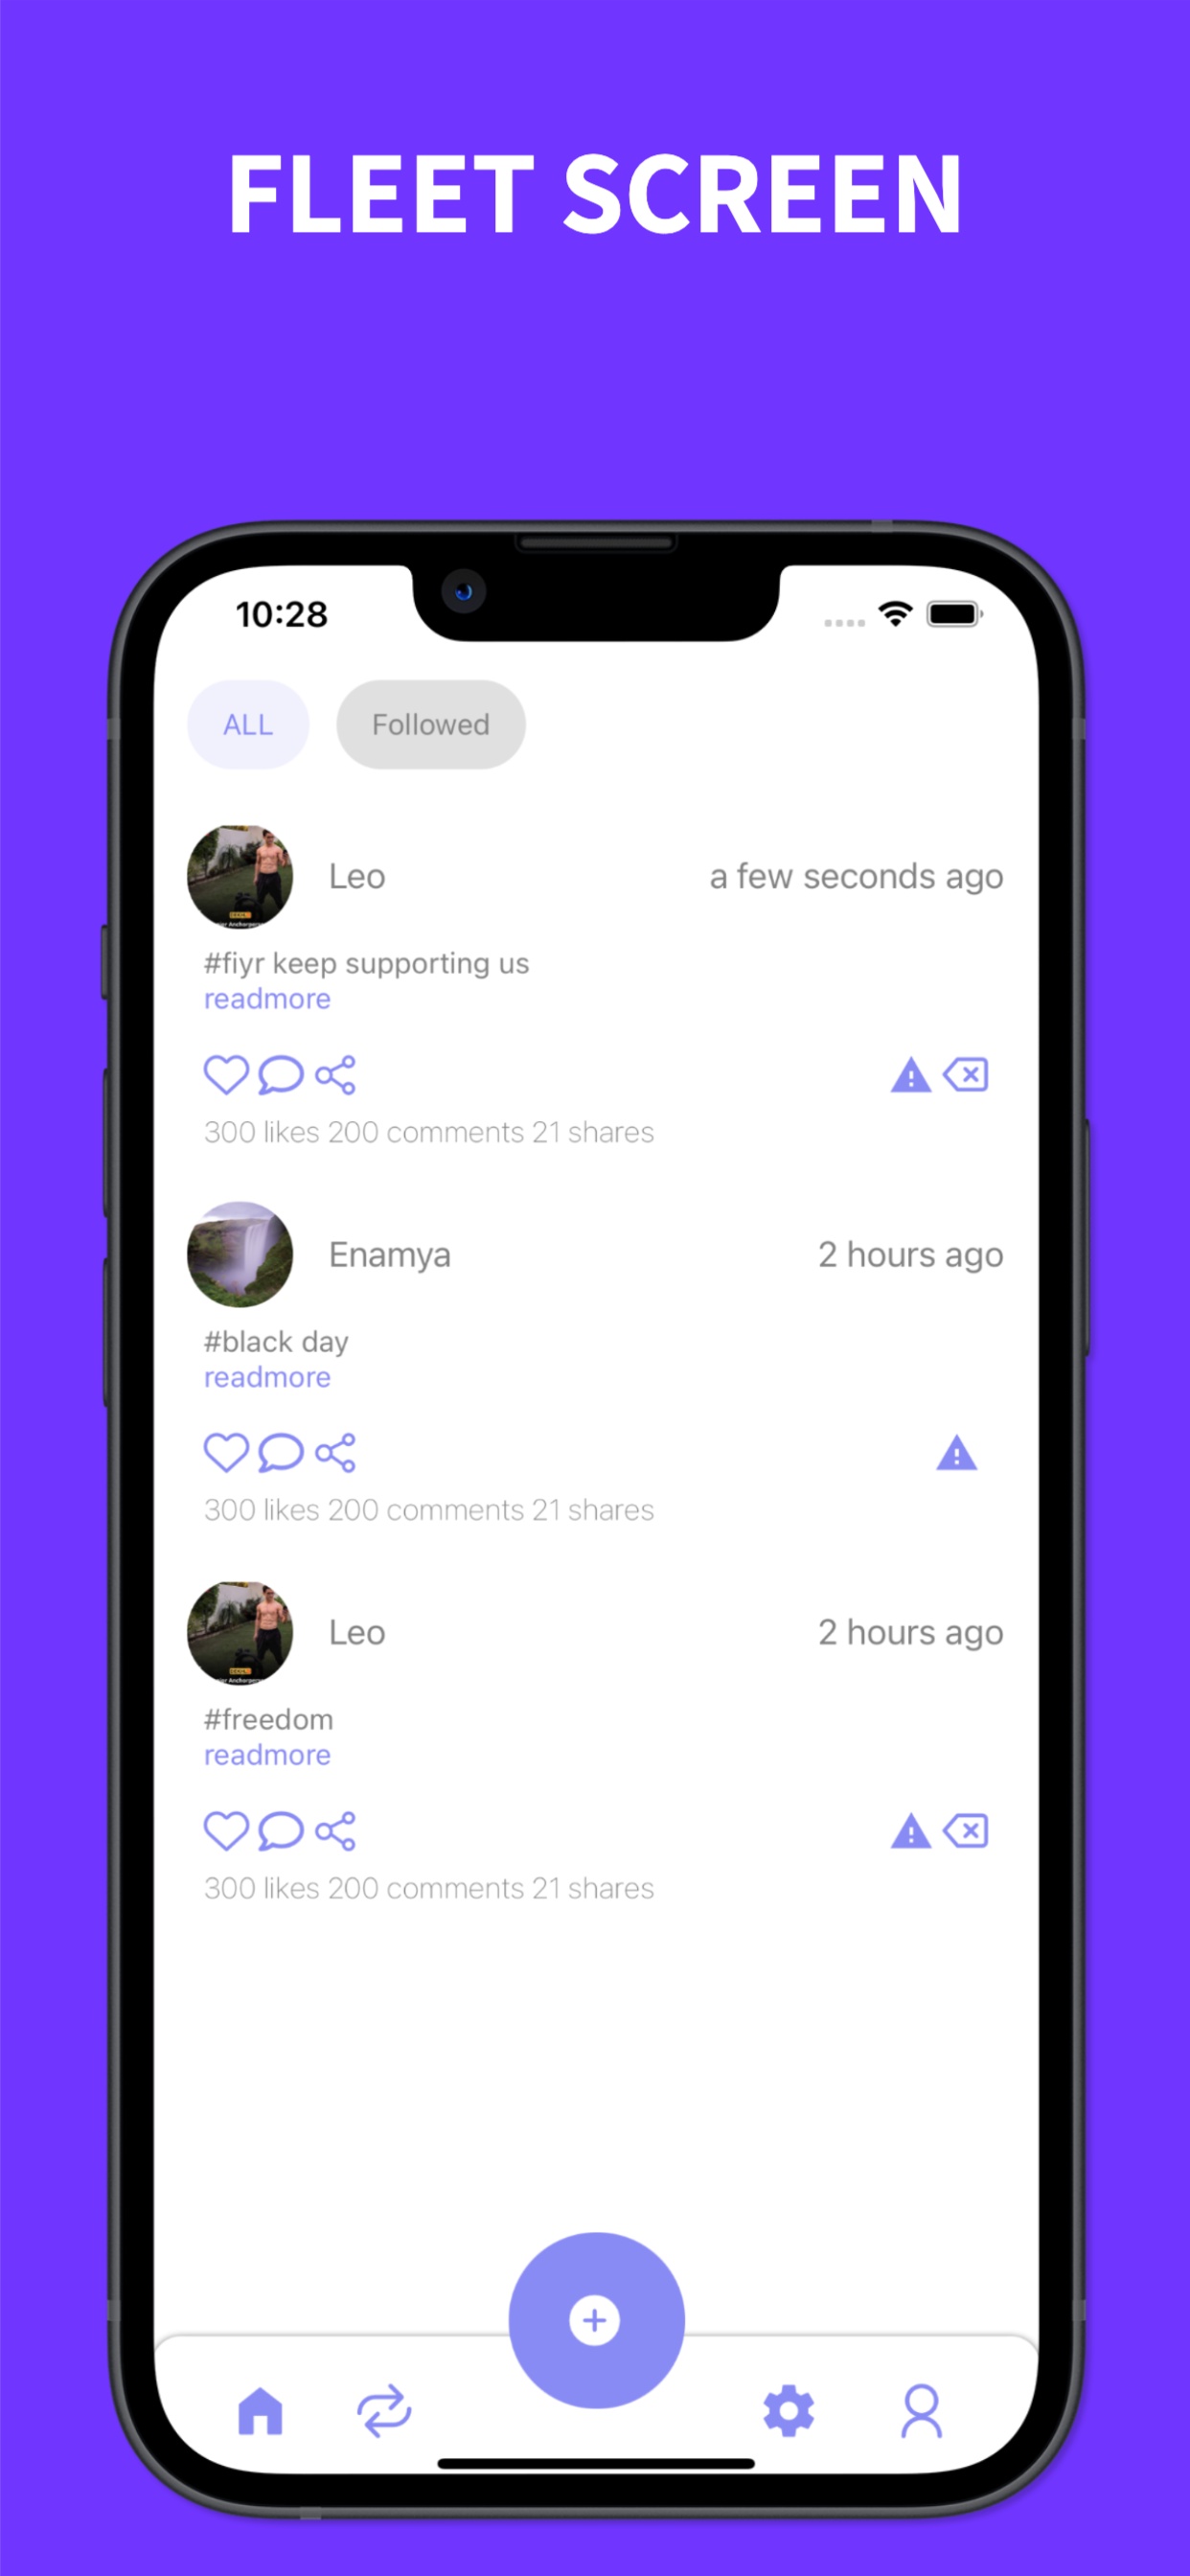 FLEET SCREEN
10:28
ALL Followed
Leo a few seconds ago
#fiyr keep supporting us
readmore
300 likes 200 comments 21 shares
Enamya 2 hours ago
#black day
readmore
300 likes 200 comments 21 shares
Leo 2 hours ago
#freedom
readmore
300 likes 200 comments 21 shares